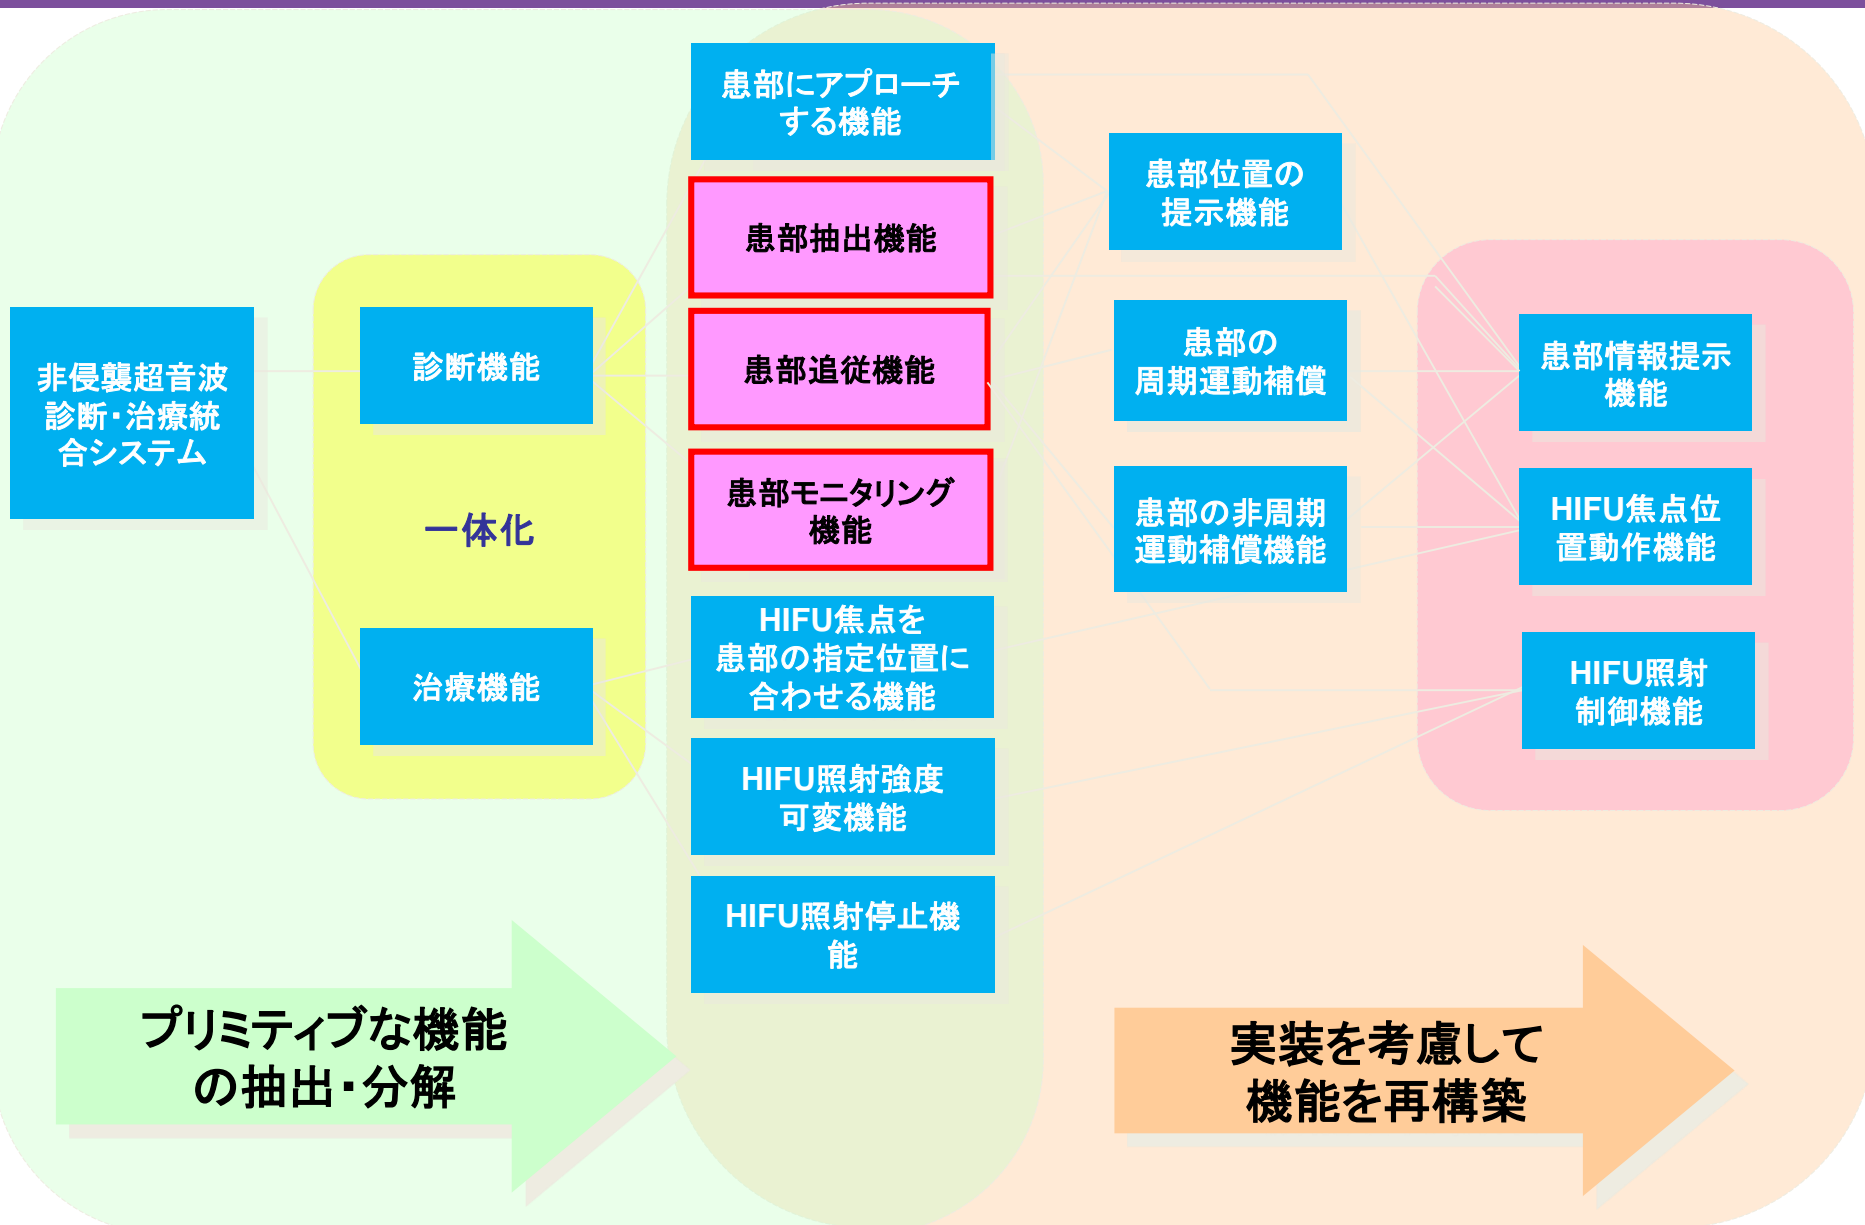 非侵襲超音波
診断・治療統
合システム
診断機能
一体化
治療機能
患部にアプローチ
する機能
患部抽出機能
患部追従機能
患部モニタリング
機能
HIFU焦点を
患部の指定位置に
合わせる機能
HIFU照射強度
可変機能
HIFU照射停止機
能
患部位置の
提示機能
患部の
周期運動補償
患部の非周期
運動補償機能
患部情報提示
機能
HIFU焦点位
置動作機能
HIFU照射
制御機能
プリミティブな機能
の抽出・分解
実装を考慮して
機能を再構築